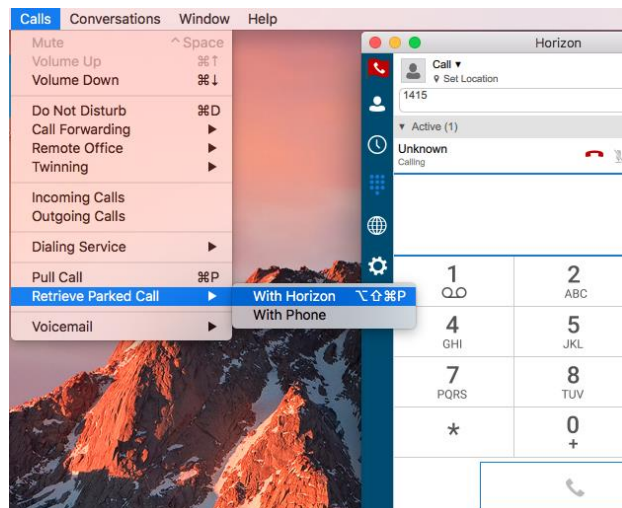 Calls Conversations Window Help
Mute ^ Space
Volume Up ⌘↑
Volume Down ⌘↓
Do Not Disturb ⌘D
Call Forwarding ▶
Remote Office ▶
Twinning ▶
Incoming Calls
Outgoing Calls
Dialing Service ▶
Pull Call ⌘P
Retrieve Parked Call ▶
Voicemail ▶
With Horizon ⌥⇧⌘P
With Phone
Horizon
Call ▾
Set Location
1415
▾ Active (1)
Unknown
Calling
1 2
ABC
4 5
GHI JKL
7 8
PQRS TUV
* 0
+